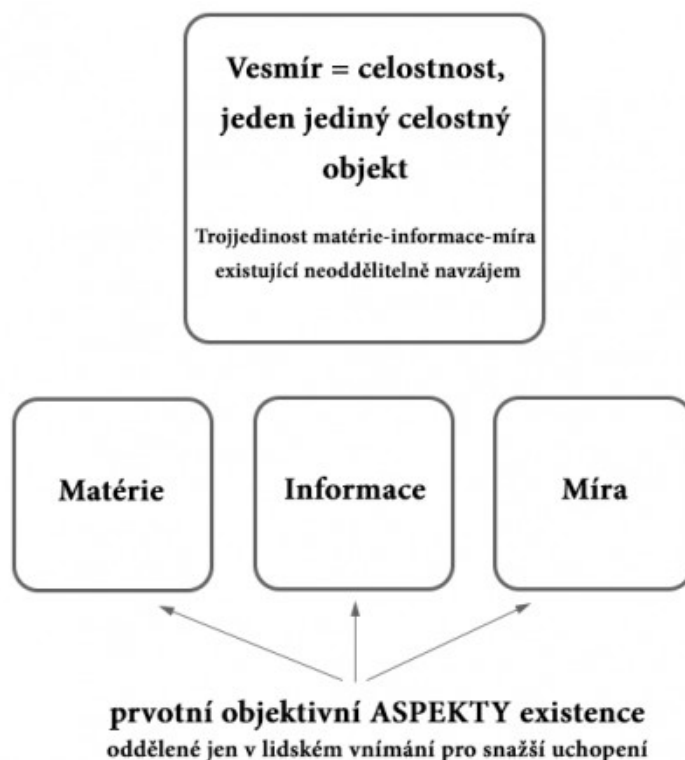 Vesmír = celostnost,
jeden jediný celostný
objekt
Trojjedinost matérie-informace-míra
existující neoddělitelně navzájem
Matérie
Informace
Míra
prvotní objektivní ASPEKTY existence
oddělené jen v lidském vnímání pro snažší uchopení